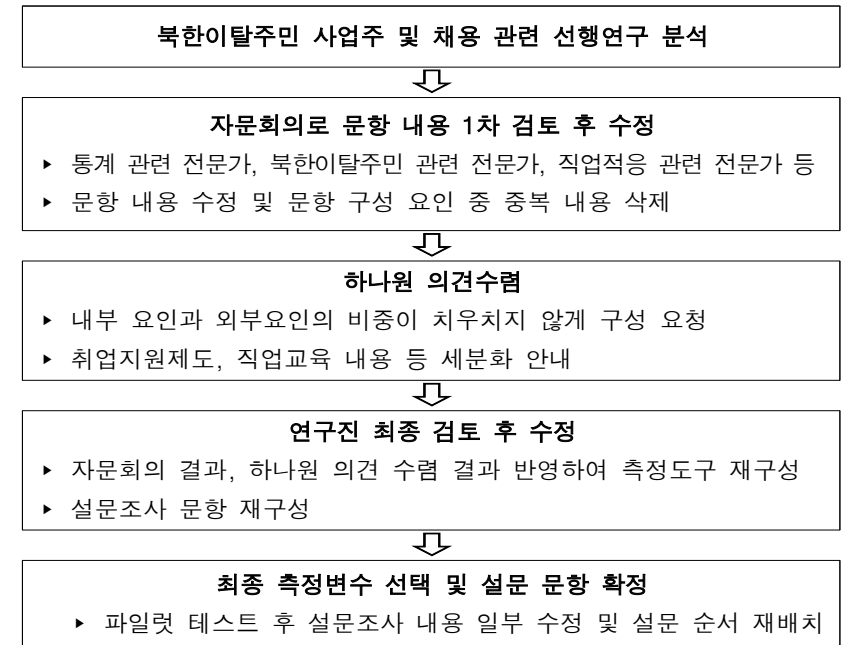 북한이탈주민 사업주 및 채용 관련 선행연구 분석
자문회의로 문항 내용 1차 검토 후 수정
▸ 통계 관련 전문가, 북한이탈주민 관련 전문가, 직업적응 관련 전문가 등
▸ 문항 내용 수정 및 문항 구성 요인 중 중복 내용 삭제
하나원 의견수렴
▸ 내부 요인과 외부요인의 비중이 치우치지 않게 구성 요청
▸ 취업지원제도, 직업교육 내용 등 세분화 안내
연구진 최종 검토 후 수정
▸ 자문회의 결과, 하나원 의견 수렴 결과 반영하여 측정도구 재구성
▸ 설문조사 문항 재구성
최종 측정변수 선택 및 설문 문항 확정
▸ 파일럿 테스트 후 설문조사 내용 일부 수정 및 설문 순서 재배치